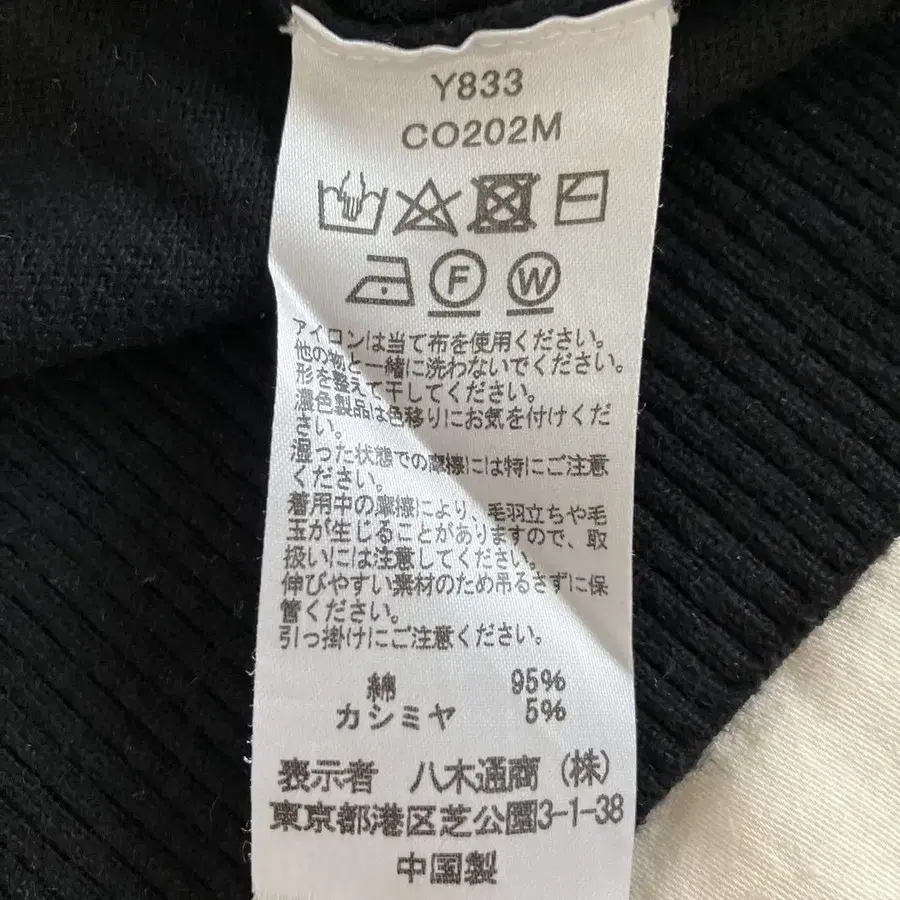 Y833
CO202M
F W
アイロンは当て布を使用ください。
他の物と一緒に洗わないでください。
形を整えて干してください。
濃色製品は色移りにお気を付けくだ
さい。
湿った状態での摩擦には特にご注意
ください。
着用中の摩擦により、毛羽立ちや毛
玉が生じることがありますので、取
扱いには注意してください。
伸びやすい素材のため吊るさずに保
管ください。
引っ掛けにご注意ください。
綿 95%
カシミヤ 5%
表示者 八木通商(株)
東京都港区芝公園3-1-38
中国製